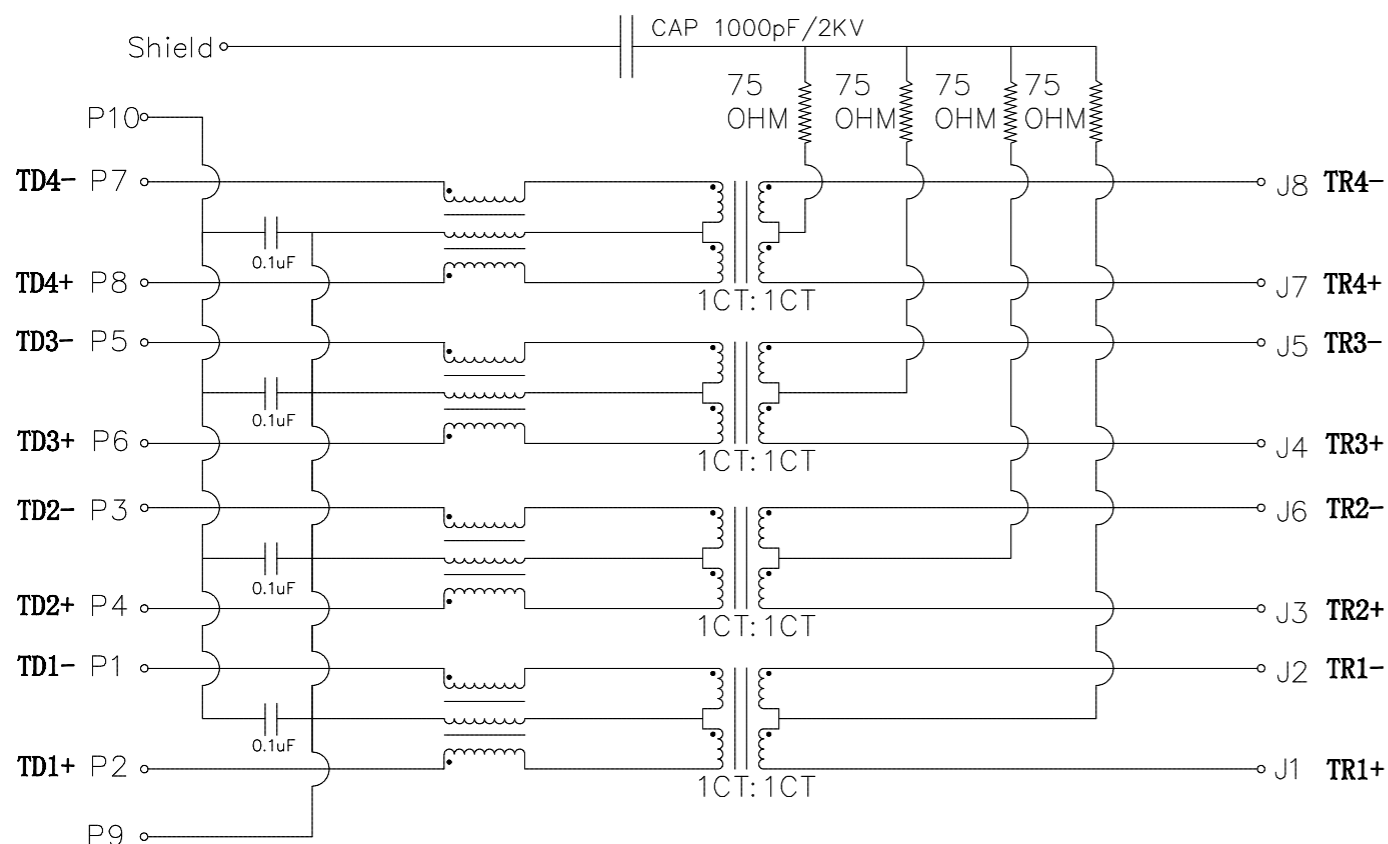 CAP 1000pF/2KV
Shield
75 OHM
75 OHM
75 OHM
75 OHM
P10
TD4- P7
J8 TR4-
0.1uF
TD4+ P8
J7 TR4+
1CT:1CT
TD3- P5
J5 TR3-
0.1uF
TD3+ P6
J4 TR3+
1CT:1CT
TD2- P3
J6 TR2-
0.1uF
TD2+ P4
J3 TR2+
1CT:1CT
TD1- P1
J2 TR1-
0.1uF
TD1+ P2
J1 TR1+
1CT:1CT
P9